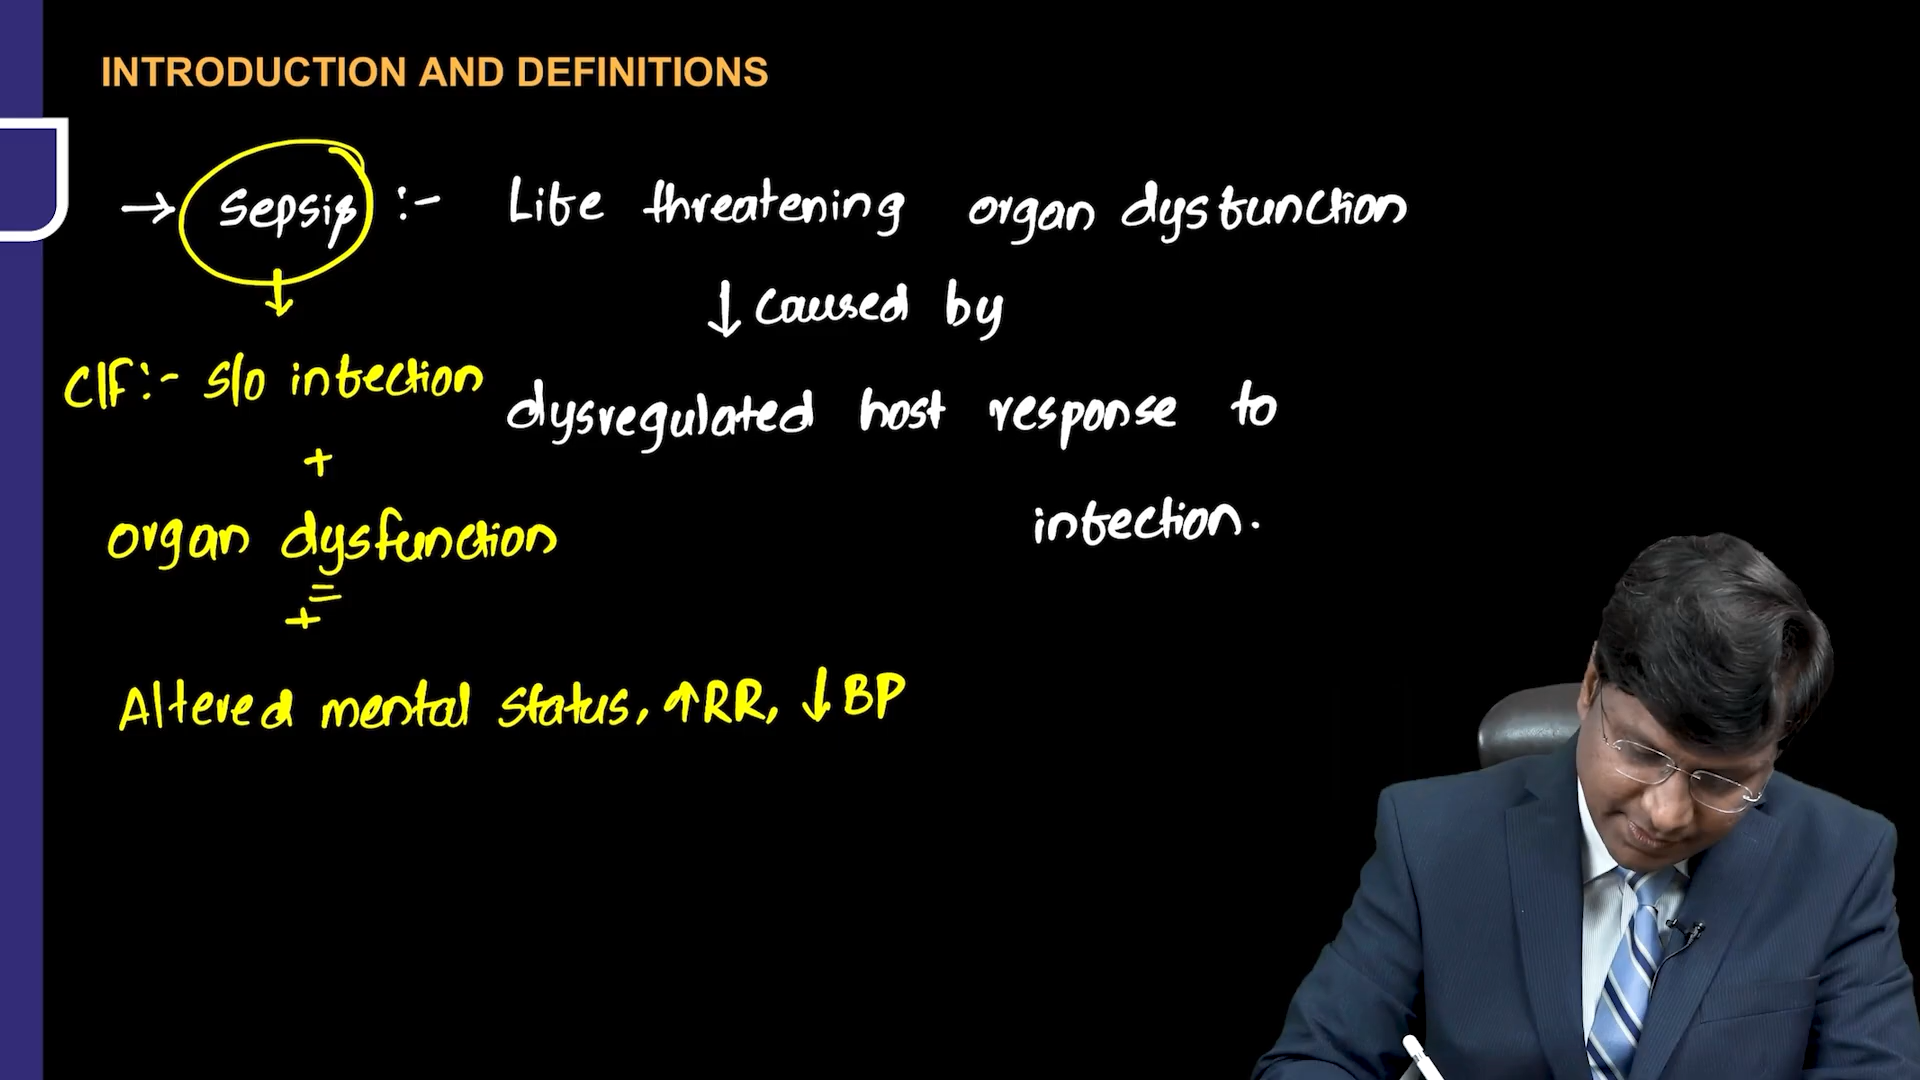 INTRODUCTION AND DEFINITIONS
→ Sepsis :- Life threatening organ dysfunction
↓ caused by
dysregulated host response to
infection.
↓
C/F:- s/o infection
+
organ dysfunction
+
Altered mental status, ↑RR, ↓BP